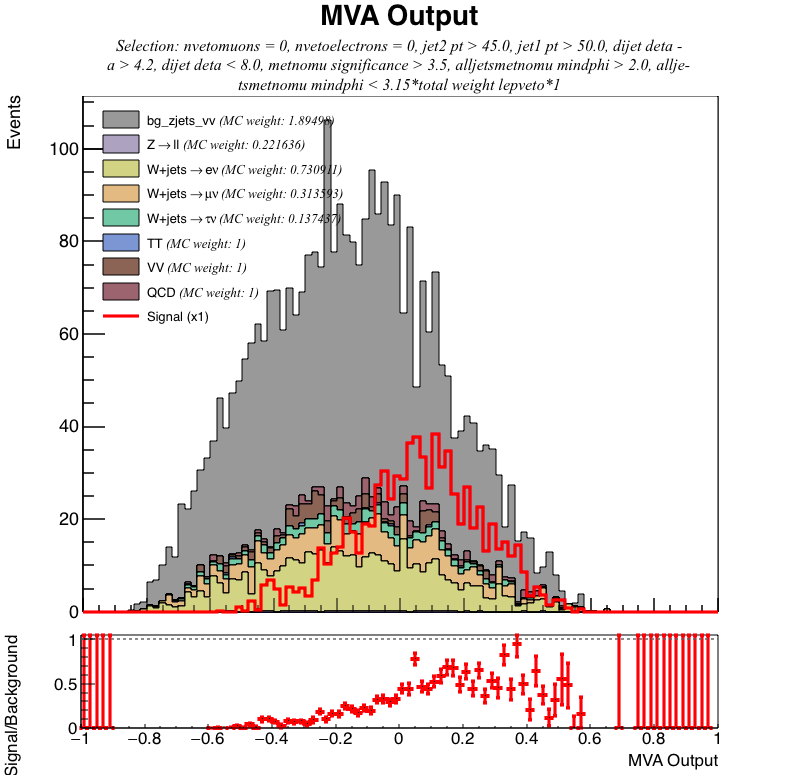 MVA Output
Selection: nvetomuons = 0, nvetoelectrons = 0, jet2 pt > 45.0, jet1 pt > 50.0, dijet deta -
a > 4.2, dijet deta < 8.0, metnomu significance > 3.5, alljetsmetnomu mindphi > 2.0, allje-
tsmetnomu mindphi < 3.15*total weight lepveto*1
Events
bg_zjets_vv (MC weight: 1.89498)
Z → ll (MC weight: 0.221636)
W+jets → eν (MC weight: 0.730911)
W+jets → μν (MC weight: 0.313593)
W+jets → τν (MC weight: 0.137437)
TT (MC weight: 1)
VV (MC weight: 1)
QCD (MC weight: 1)
Signal (x1)
100
80
60
40
20
0
Signal/Background
1
0.5
0
−1 −0.8 −0.6 −0.4 −0.2 0 0.2 0.4 0.6 0.8 1
MVA Output